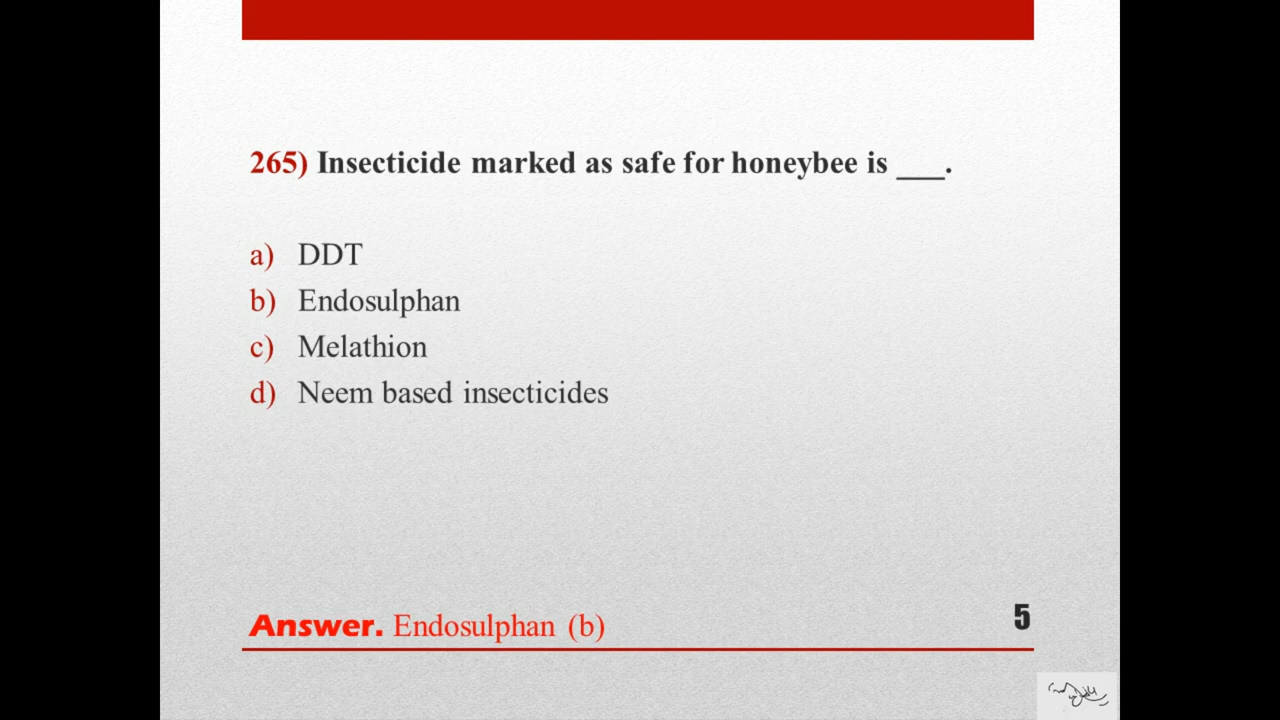 265) Insecticide marked as safe for honeybee is ___.
a) DDT
b) Endosulphan
c) Melathion
d) Neem based insecticides
Answer. Endosulphan (b)
5